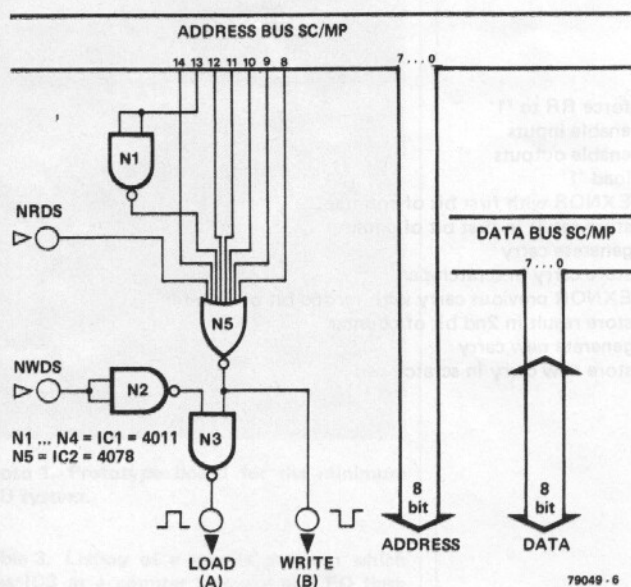 ADDRESS BUS SC/MP
14 13 12 11 10 9 8
7 . . . 0
N1
NRDS
DATA BUS SC/MP
7 . . . 0
N5
NWDS
N2
N3
N1 ... N4 = IC1 = 4011
N5 = IC2 = 4078
8
bit
8
bit
LOAD
(A)
WRITE
(B)
ADDRESS
DATA
79049 - 6